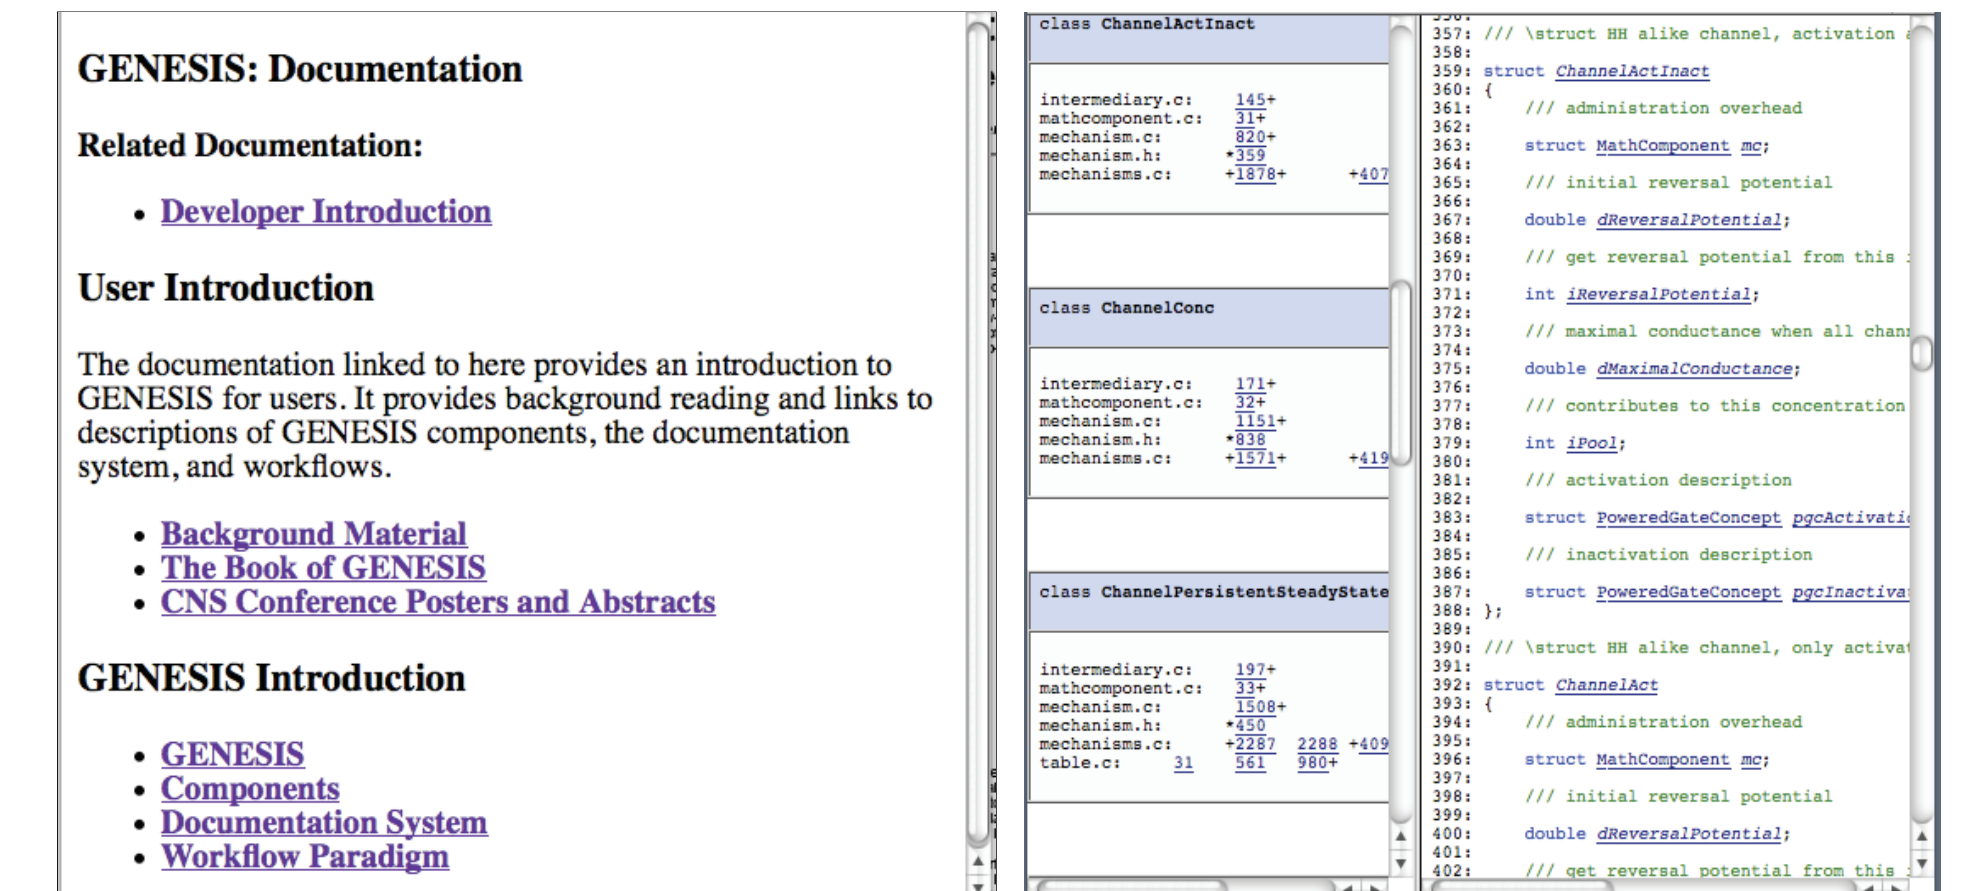 GENESIS: Documentation
Related Documentation:
• Developer Introduction
User Introduction
The documentation linked to here provides an introduction to
GENESIS for users. It provides background reading and links to
descriptions of GENESIS components, the documentation
system, and workflows.
• Background Material
• The Book of GENESIS
• CNS Conference Posters and Abstracts
GENESIS Introduction
• GENESIS
• Components
• Documentation System
• Workflow Paradigm
class ChannelActInact
intermediary.c: 145+
mathcomponent.c: 31+
mechanism.c: 820+
mechanism.h: *359
mechanisms.c: +1878+ +407
class ChannelConc
intermediary.c: 171+
mathcomponent.c: 32+
mechanism.c: 1151+
mechanism.h: *838
mechanisms.c: +1571+ +419
class ChannelPersistentSteadyState
intermediary.c: 197+
mathcomponent.c: 33+
mechanism.c: 1508+
mechanism.h: *450
mechanisms.c: +2287 2288 +409
table.c: 31 561 980+
357: /// \struct HH alike channel, activation
358:
359: struct ChannelActInact
360: {
361: /// administration overhead
362:
363: struct MathComponent mc;
364:
365: /// initial reversal potential
366:
367: double dReversalPotential;
368:
369: /// get reversal potential from this
370:
371: int iReversalPotential;
372:
373: /// maximal conductance when all chan
374:
375: double dMaximalConductance;
376:
377: /// contributes to this concentration
378:
379: int iPool;
380:
381: /// activation description
382:
383: struct PoweredGateConcept pgcActivati
384:
385: /// inactivation description
386:
387: struct PoweredGateConcept pgcInactiva
388: };
389:
390: /// \struct HH alike channel, only activa
391:
392: struct ChannelAct
393: {
394: /// administration overhead
395:
396: struct MathComponent mc;
397:
398: /// initial reversal potential
399:
400: double dReversalPotential;
401:
402: /// get reversal potential from this